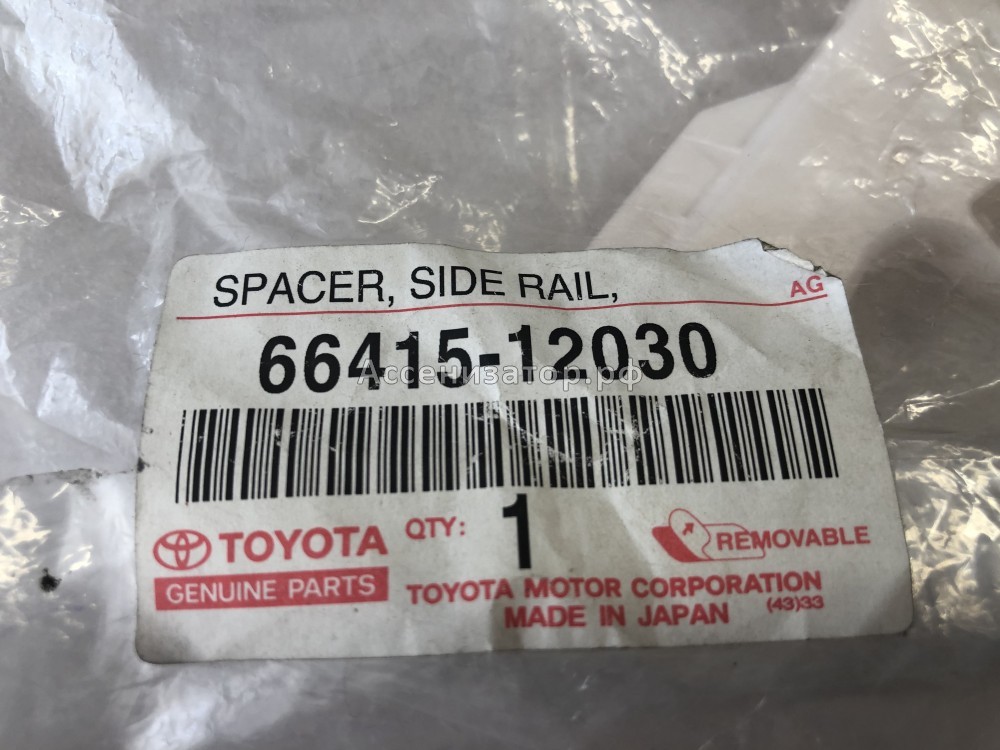 SPACER, SIDE RAIL,
AG
66415-12030
Ассенизатор.рф
TOYOTA
GENUINE PARTS
QTY: 1
REMOVABLE
TOYOTA MOTOR CORPORATION
MADE IN JAPAN (43)33